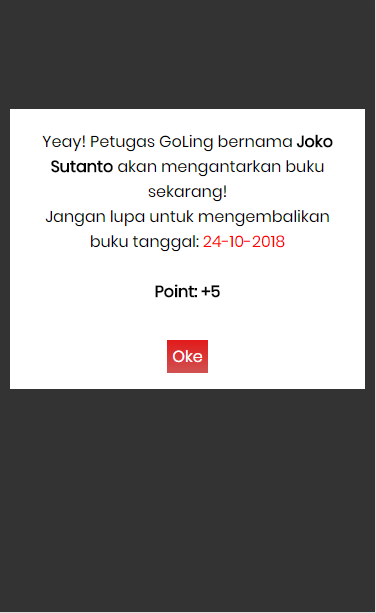 Yeay! Petugas GoLing bernama Joko
Sutanto akan mengantarkan buku
sekarang!
Jangan lupa untuk mengembalikan
buku tanggal: 24-10-2018
Point: +5
Oke